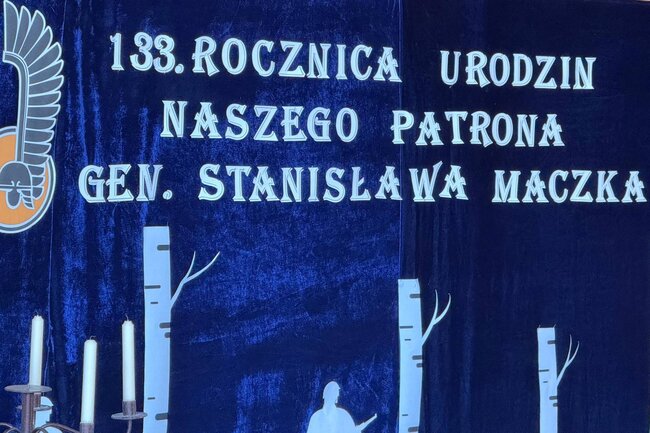 133. ROCZNICA URODZIN
NASZEGO PATRONA
GEN. STANISŁAWA MACZKA